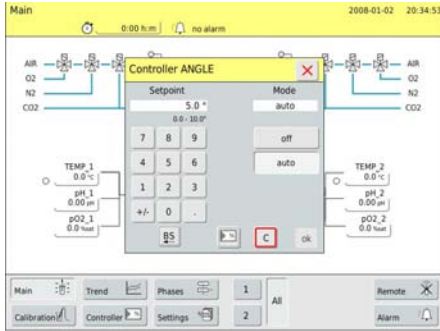 Main 2008-01-02 20:34:53
0:00 h:m no alarm
AIR AIR
O2 O2
N2 N2
CO2 CO2
Controller ANGLE
Setpoint Mode
5.0 ° auto
0.0 - 10.0°
7 8 9 off
4 5 6 auto
1 2 3
+/- 0 .
BS C ok
TEMP_1 TEMP_2
0.0 °C 0.0 °C
pH_1 pH_2
0.00 pH 0.00 pH
pO2_1 pO2_2
0.0 %sat 0.0 %sat
Main Trend Phases 1 All Remote
Calibration Controller Settings 2 Alarm